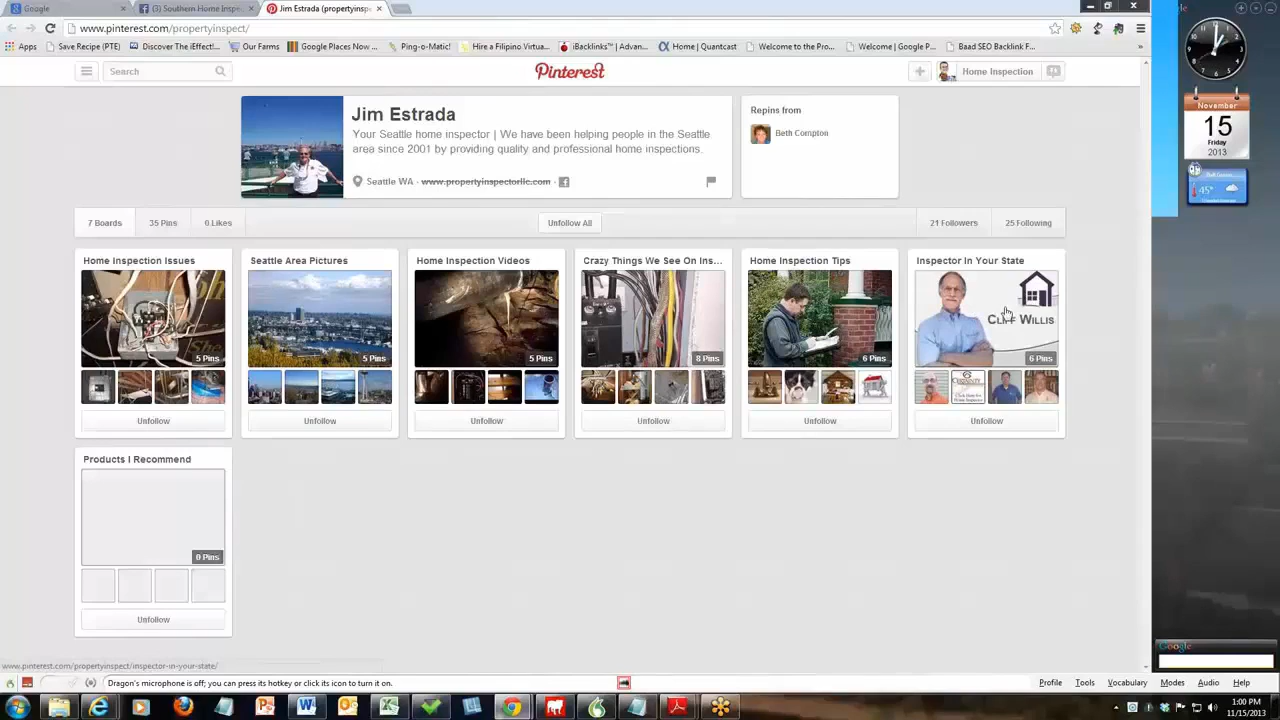 Google
(3) Southern Home Inspe
Jim Estrada (propertyinspe
www.pinterest.com/propertyinspect/
Apps
Save Recipe (PTE)
Discover The iEffect!...
Our Farms
Google Places Now ...
Ping-o-Matic!
Hire a Filipino Virtua...
iBacklinks™ | Advan...
Home | Quantcast
Welcome to the Pro...
Welcome | Google P...
Baad SEO Backlink F...
Search
Pinterest
Home Inspection
Jim Estrada
Your Seattle home inspector | We have been helping people in the Seattle
area since 2001 by providing quality and professional home inspections.
Seattle WA · www.propertyinspectorllc.com ·
Repins from
Beth Compton
7 Boards
35 Pins
0 Likes
Unfollow All
21 Followers
25 Following
Home Inspection Issues
Seattle Area Pictures
Home Inspection Videos
Crazy Things We See On Ins...
Home Inspection Tips
Inspector In Your State
CLIFF WILLIS
5 Pins
5 Pins
5 Pins
8 Pins
6 Pins
6 Pins
Unfollow
Unfollow
Unfollow
Unfollow
Unfollow
Unfollow
Products I Recommend
0 Pins
Unfollow
www.pinterest.com/propertyinspect/inspector-in-your-state/
Dragon's microphone is off; you can press its hotkey or click its icon to turn it on.
Profile
Tools
Vocabulary
Modes
Audio
Help
November
15
Friday
2013
45°
Google
1:00 PM
11/15/2013